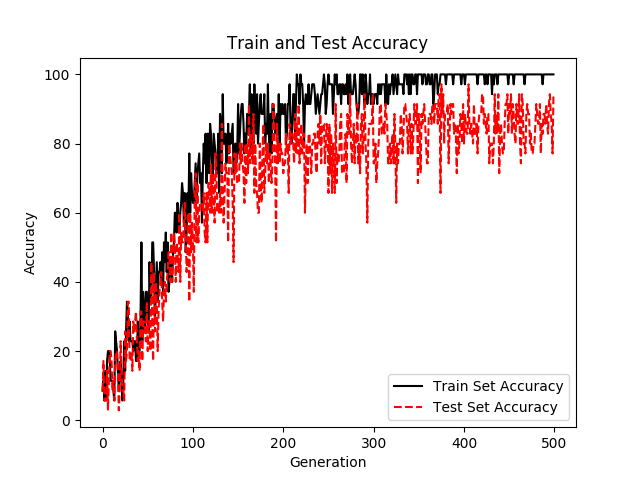 Train and Test Accuracy
100
80
60
40
20
0
Accuracy
0 100 200 300 400 500
Generation
Train Set Accuracy
Test Set Accuracy